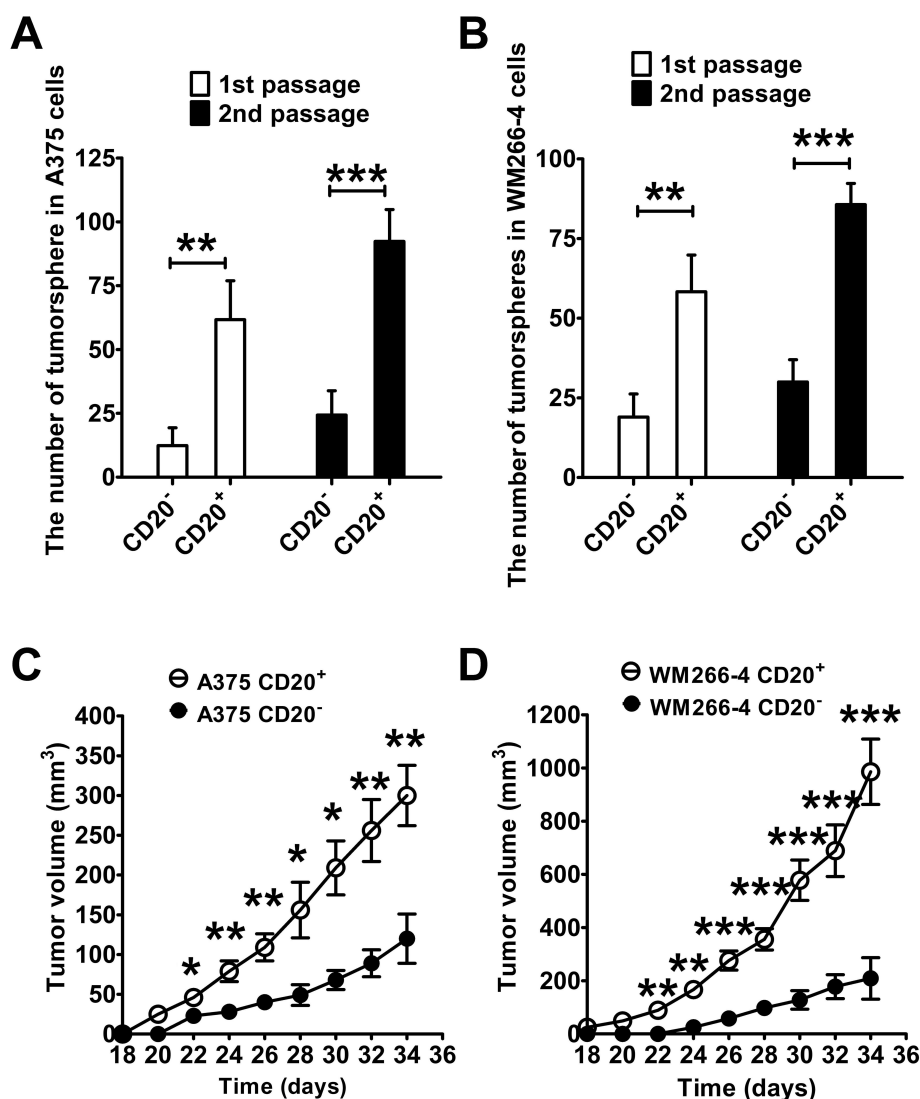 A
1st passage
2nd passage
The number of tumorsphere in A375 cells
125
100
75
50
25
0
**
***
CD20-
CD20+
CD20-
CD20+
B
1st passage
2nd passage
The number of tumorspheres in WM266-4 cells
100
75
50
25
0
**
***
CD20-
CD20+
CD20-
CD20+
C
A375 CD20+
A375 CD20-
Tumor volume (mm3)
400
350
300
250
200
150
100
50
0
*
**
**
*
*
**
**
18 20 22 24 26 28 30 32 34 36
Time (days)
D
WM266-4 CD20+
WM266-4 CD20-
Tumor volume (mm3)
1200
1000
800
600
400
200
0
**
**
***
***
***
***
***
18 20 22 24 26 28 30 32 34 36
Time (days)